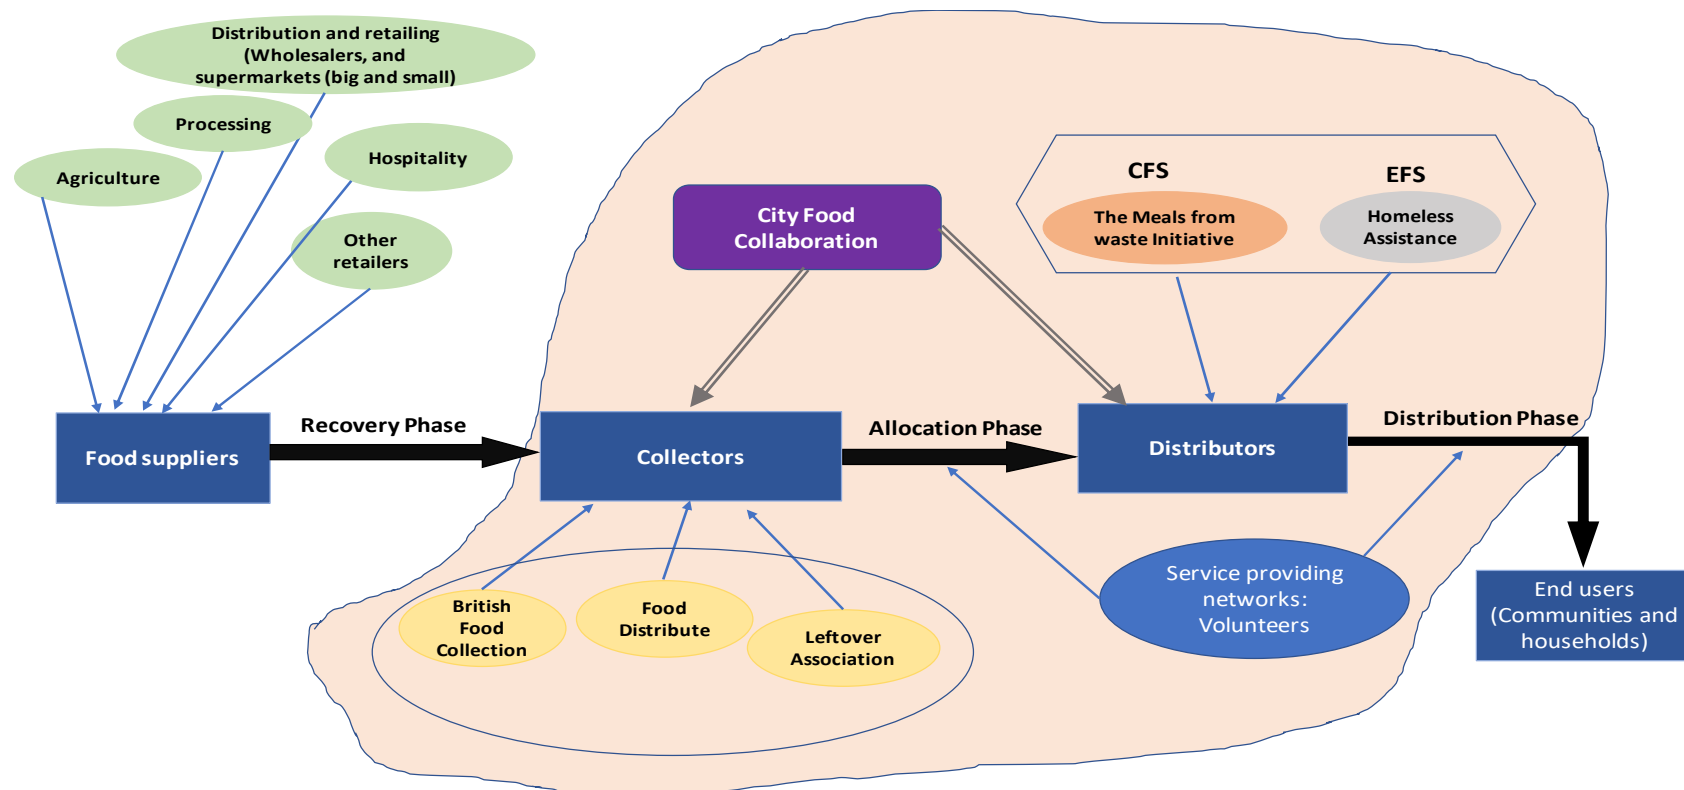 Distribution and retailing
(Wholesalers, and
supermarkets (big and small)
Processing
Hospitality
Agriculture
Other
retailers
City Food
Collaboration
CFS
EFS
The Meals from
waste Initiative
Homeless
Assistance
Recovery Phase
Allocation Phase
Distribution Phase
Food suppliers
Collectors
Distributors
British
Food
Collection
Food
Distribute
Leftover
Association
Service providing
networks:
Volunteers
End users
(Communities and
households)